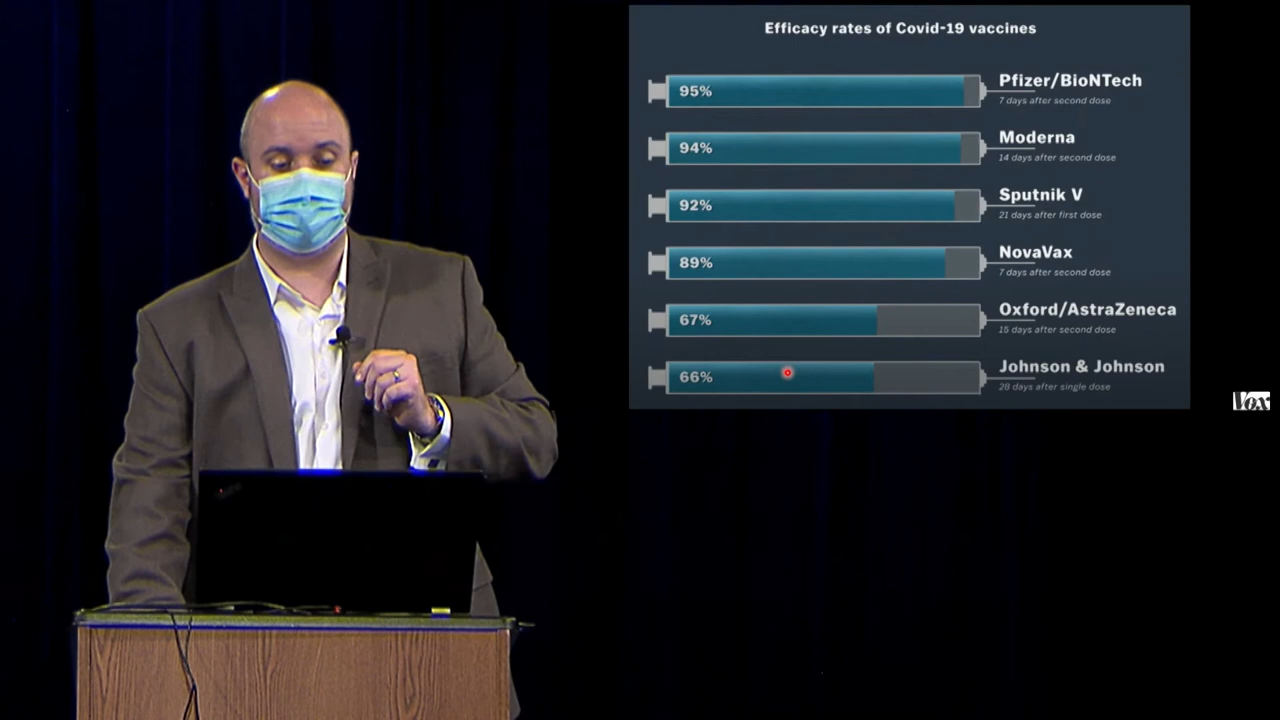 Efficacy rates of Covid-19 vaccines
95%
Pfizer/BioNTech
7 days after second dose
94%
Moderna
14 days after second dose
92%
Sputnik V
21 days after first dose
89%
NovaVax
7 days after second dose
67%
Oxford/AstraZeneca
15 days after second dose
66%
Johnson & Johnson
28 days after single dose
Vox